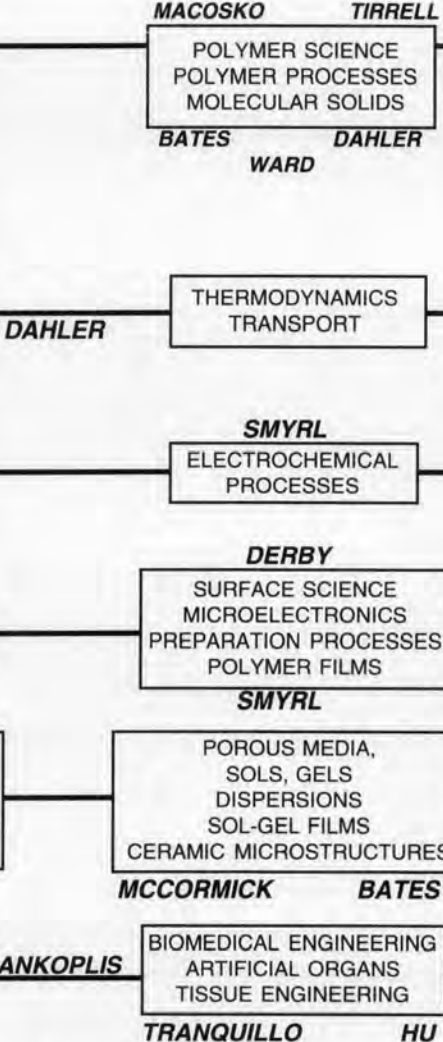 MACOSKO TIRRELL
POLYMER SCIENCE
POLYMER PROCESSES
MOLECULAR SOLIDS
BATES DAHLER
WARD
THERMODYNAMICS
TRANSPORT
DAHLER
SMYRL
ELECTROCHEMICAL
PROCESSES
DERBY
SURFACE SCIENCE
MICROELECTRONICS
PREPARATION PROCESSES
POLYMER FILMS
SMYRL
POROUS MEDIA,
SOLS, GELS
DISPERSIONS
SOL-GEL FILMS
CERAMIC MICROSTRUCTURES
MCCORMICK BATES
ANKOPLIS
BIOMEDICAL ENGINEERING
ARTIFICIAL ORGANS
TISSUE ENGINEERING
TRANQUILLO HU